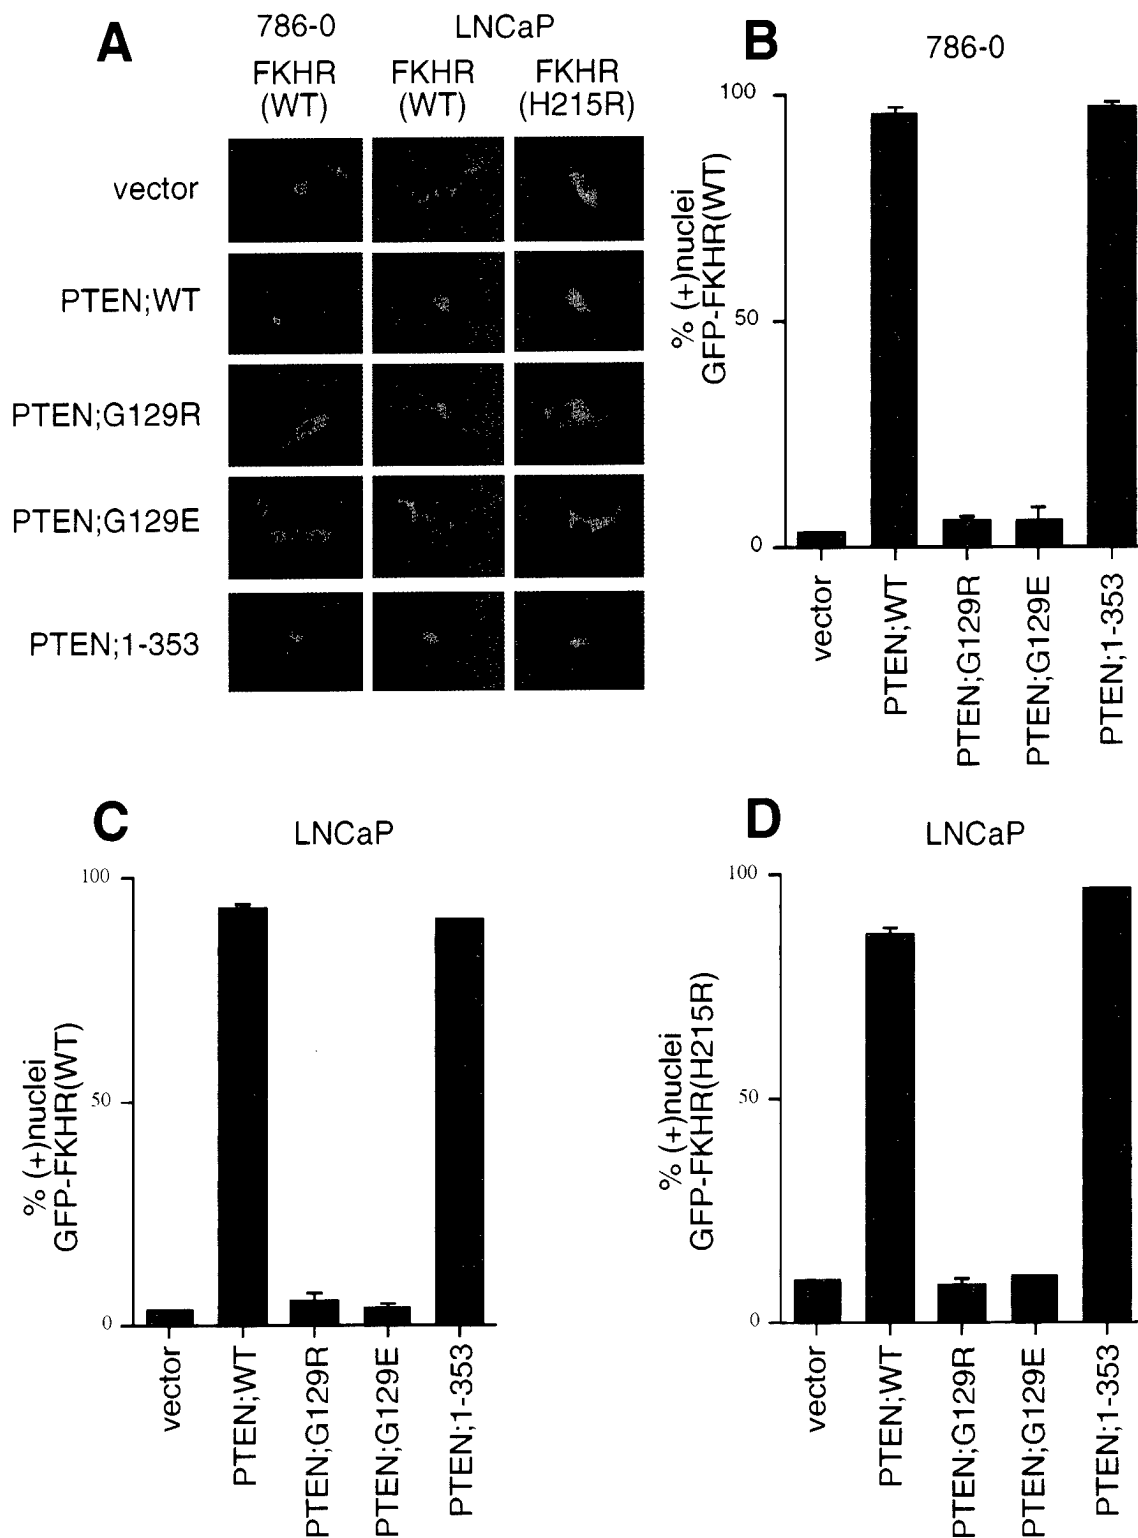 A
786-0
LNCaP
FKHR
(WT)
FKHR
(WT)
FKHR
(H215R)
vector
PTEN;WT
PTEN;G129R
PTEN;G129E
PTEN;1-353
B
786-0
% (+)nuclei
GFP-FKHR(WT)
100
50
0
vector
PTEN;WT
PTEN;G129R
PTEN;G129E
PTEN;1-353
C
LNCaP
% (+)nuclei
GFP-FKHR(WT)
100
50
0
vector
PTEN;WT
PTEN;G129R
PTEN;G129E
PTEN;1-353
D
LNCaP
% (+)nuclei
GFP-FKHR(H215R)
100
50
0
vector
PTEN;WT
PTEN;G129R
PTEN;G129E
PTEN;1-353